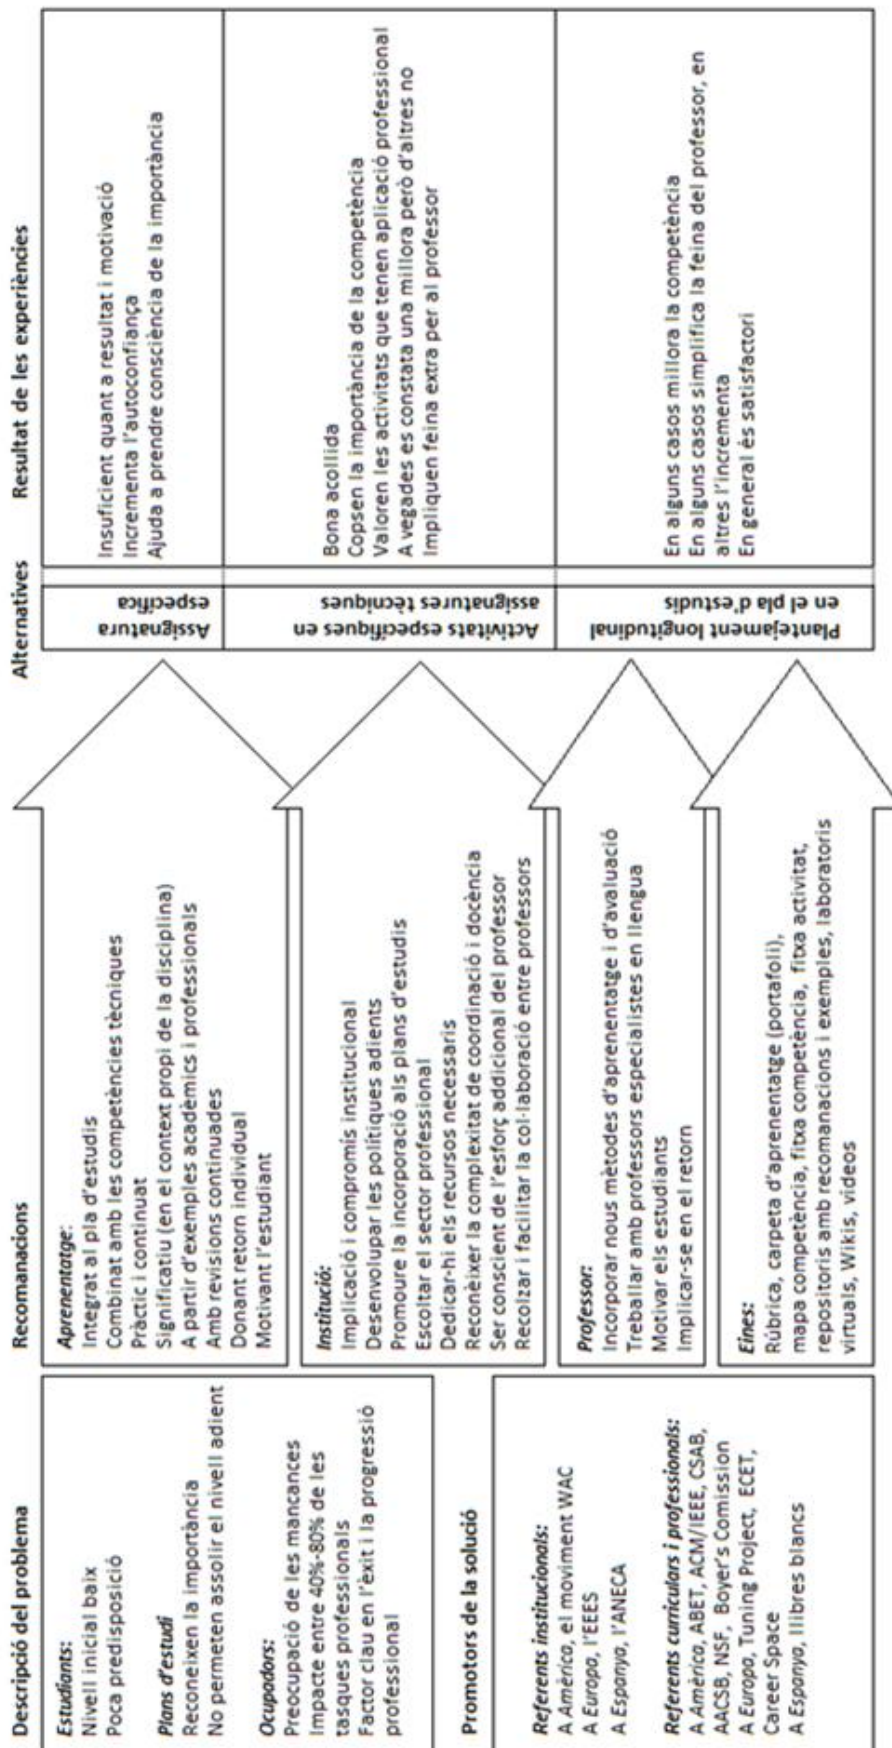 Descripció del problema
Estudiants:
Nivell inicial baix
Poca predisposició
Plans d'estudi
Reconeixen la importància
No permeten assolir el nivell adient
Ocupadors:
Preocupació de les mancances
Impacte entre 40%-80% de les
tasques professionals
Factor clau en l'èxit i la progressió
professional
Promotors de la solució
Referents institucionals:
A Amèrica, el moviment WAC
A Europa, l'EEES
A Espanya, l'ANECA
Referents curriculars i professionals:
A Amèrica, ABET, ACM/IEEE, CSAB,
AACSB, NSF, Boyer's Comission
A Europa, Tuning Project, ECET,
Career Space
A Espanya, llibres blancs
Recomanacions
Aprenentatge:
Integrat al pla d'estudis
Combinat amb les competències tècniques
Pràctic i continuat
Significatiu (en el context propi de la disciplina)
A partir d'exemples acadèmics i professionals
Amb revisions continuades
Donant retorn individual
Motivant l'estudiant
Institució:
Implicació i compromis institucional
Desenvolupar les polítiques adients
Promoure la incorporació als plans d'estudis
Escoltar el sector professional
Dedicar-hi els recursos necessaris
Reconèixer la complexitat de coordinació i docència
Ser conscient de l'esforç addicional del professor
Recolzar i facilitar la col·laboració entre professors
Professor:
Incorporar nous mètodes d'aprenentatge i d'avaluació
Treballar amb professors especialistes en llengua
Motivar els estudiants
Implicar-se en el retorn
Eines:
Rúbrica, carpeta d'aprenentatge (portafoli),
mapa competència, fitxa competència, fitxa activitat,
repositoris amb recomanacions i exemples, laboratoris
virtuals, Wikis, videos
Alternatives
Assignatura
específica
Activitats específiques en
assignatures tècniques
Plantejament longitudinal
en el pla d'estudis
Resultat de les experiències
Insuficient quant a resultat i motivació
Incrementa l'autoconfiança
Ajuda a prendre consciència de la importància
Bona acollida
Copsen la importància de la competència
Valoren les activitats que tenen aplicació professional
A vegades es constata una millora però d'altres no
Impliquen feina extra per al professor
En alguns casos millora la competència
En alguns casos simplifica la feina del professor, en
altres l'incrementa
En general és satisfactori